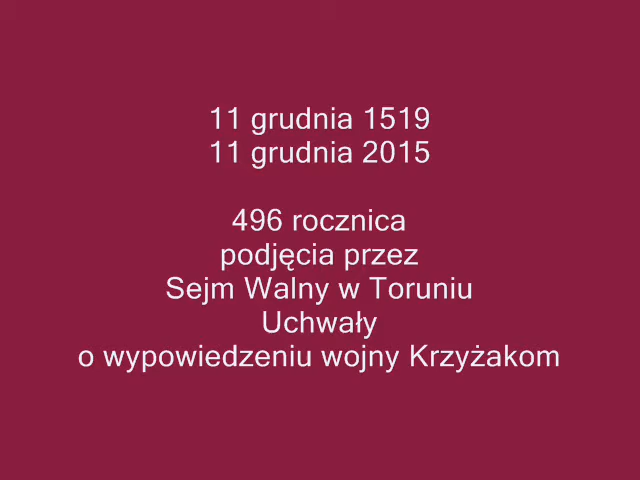 11 grudnia 1519
11 grudnia 2015
496 rocznica
podjęcia przez
Sejm Walny w Toruniu
Uchwały
o wypowiedzeniu wojny Krzyżakom